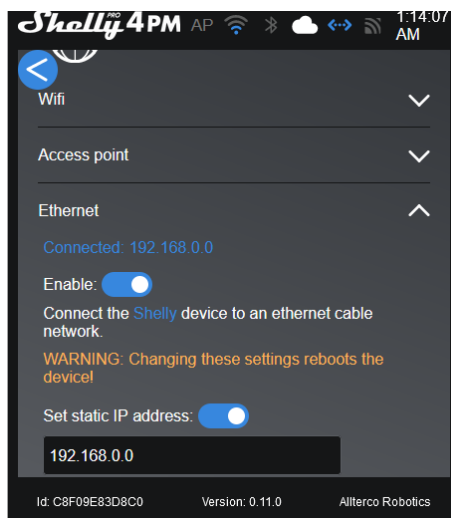 Shelly PRO 4PM AP 1:14:07
AM
Wifi
Access point
Ethernet
Connected: 192.168.0.0
Enable:
Connect the Shelly device to an ethernet cable
network.
WARNING: Changing these settings reboots the
device!
Set static IP address:
192.168.0.0
Id: C8F09E83D8C0 Version: 0.11.0 Allterco Robotics